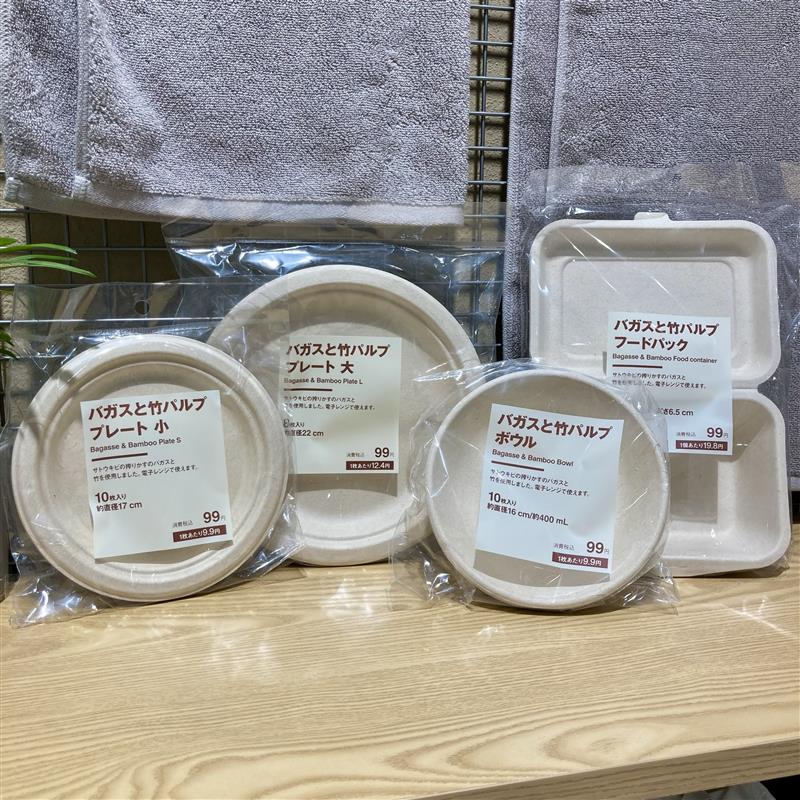 バガスと竹パルプ
プレート 小
Bagasse & Bamboo Plate S
サトウキビの搾りかすのバガスと
竹を使用しました。電子レンジで使えます。
10枚入り
約直径17 cm
消費税込 99円
1枚あたり9.9円
バガスと竹パルプ
プレート 大
Bagasse & Bamboo Plate L
サトウキビの搾りかすのバガスと
竹を使用しました。電子レンジで使えます。
8枚入り
約直径22 cm
消費税込 99円
1枚あたり12.4円
バガスと竹パルプ
ボウル
Bagasse & Bamboo Bowl
サトウキビの搾りかすのバガスと
竹を使用しました。電子レンジで使えます。
10枚入り
約直径16 cm/約400 mL
消費税込 99円
1枚あたり9.9円
バガスと竹パルプ
フードパック
Bagasse & Bamboo Food container
サトウキビの搾りかすのバガスと
竹を使用しました。電子レンジで使えます。
6.5 cm
消費税込 99円
1個あたり19.8円